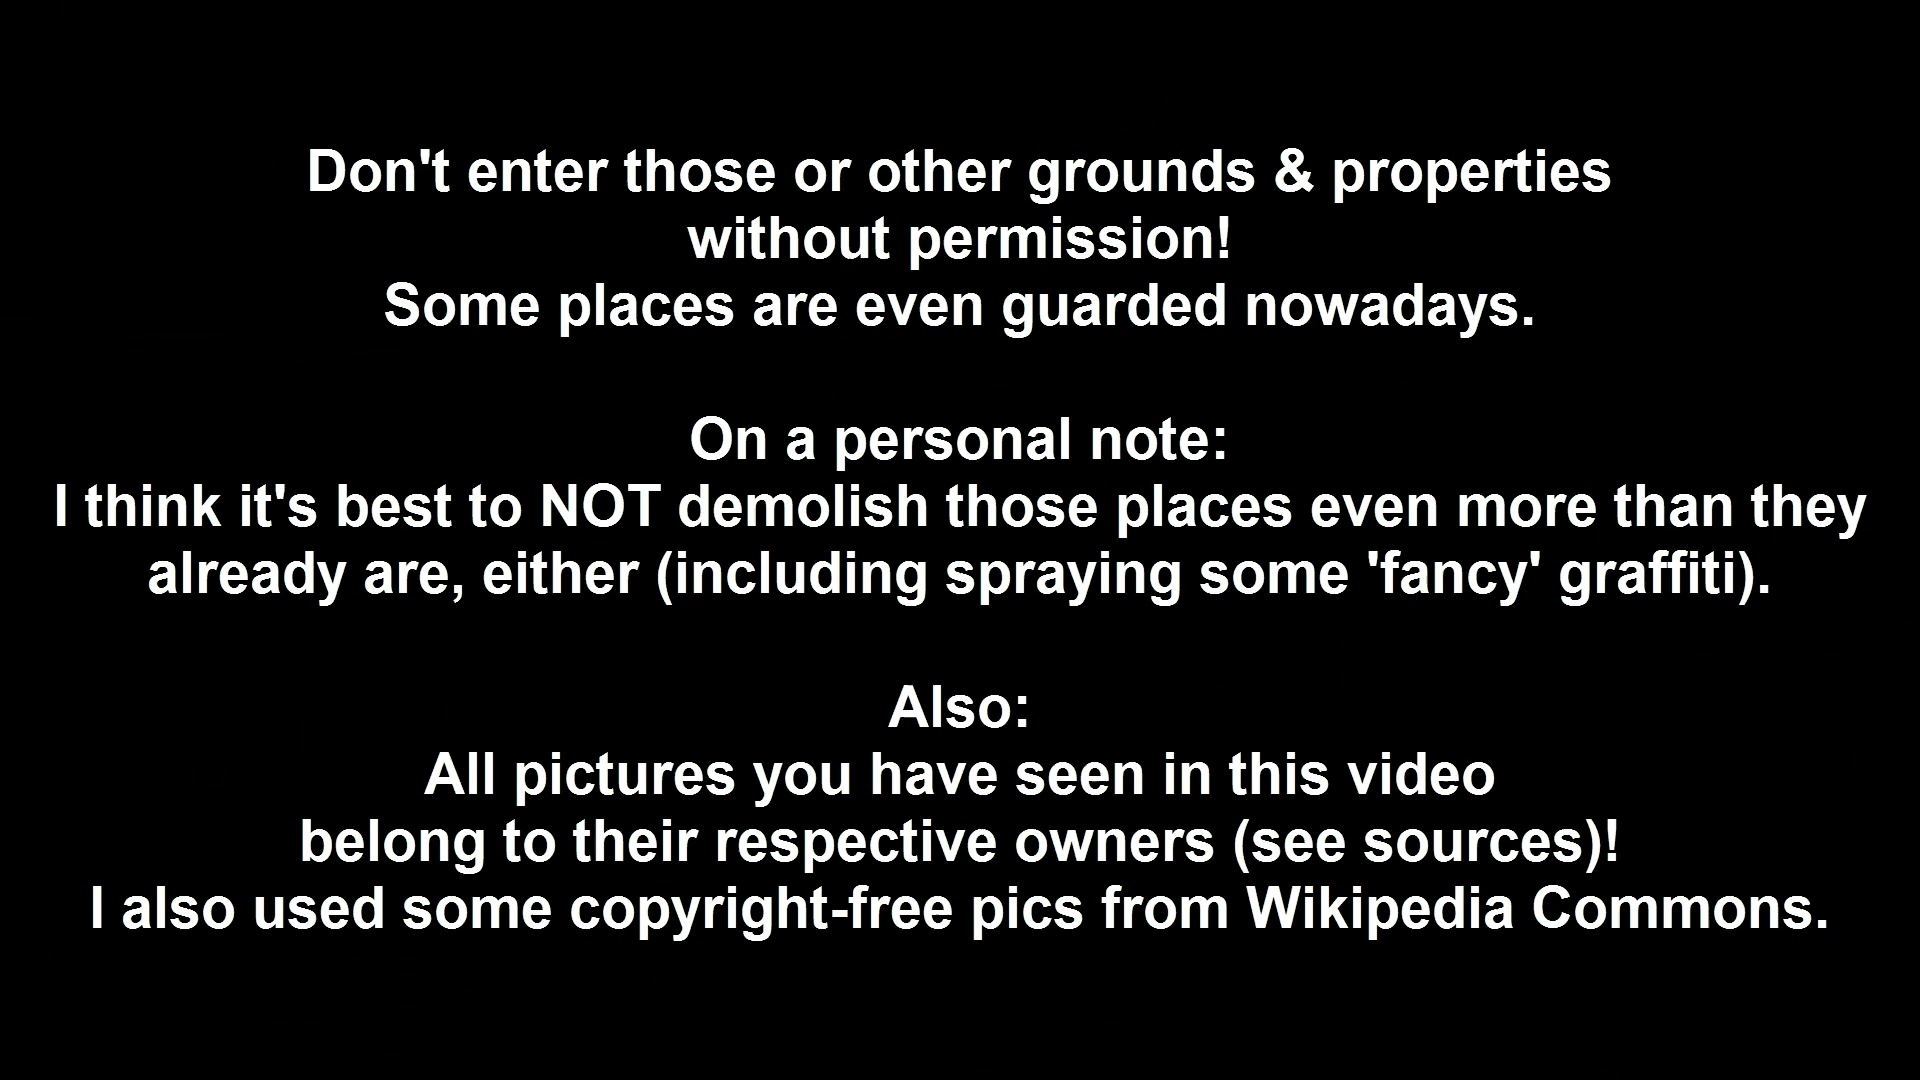 Don't enter those or other grounds & properties
without permission!
Some places are even guarded nowadays.
On a personal note:
I think it's best to NOT demolish those places even more than they
already are, either (including spraying some 'fancy' graffiti).
Also:
All pictures you have seen in this video
belong to their respective owners (see sources)!
I also used some copyright-free pics from Wikipedia Commons.